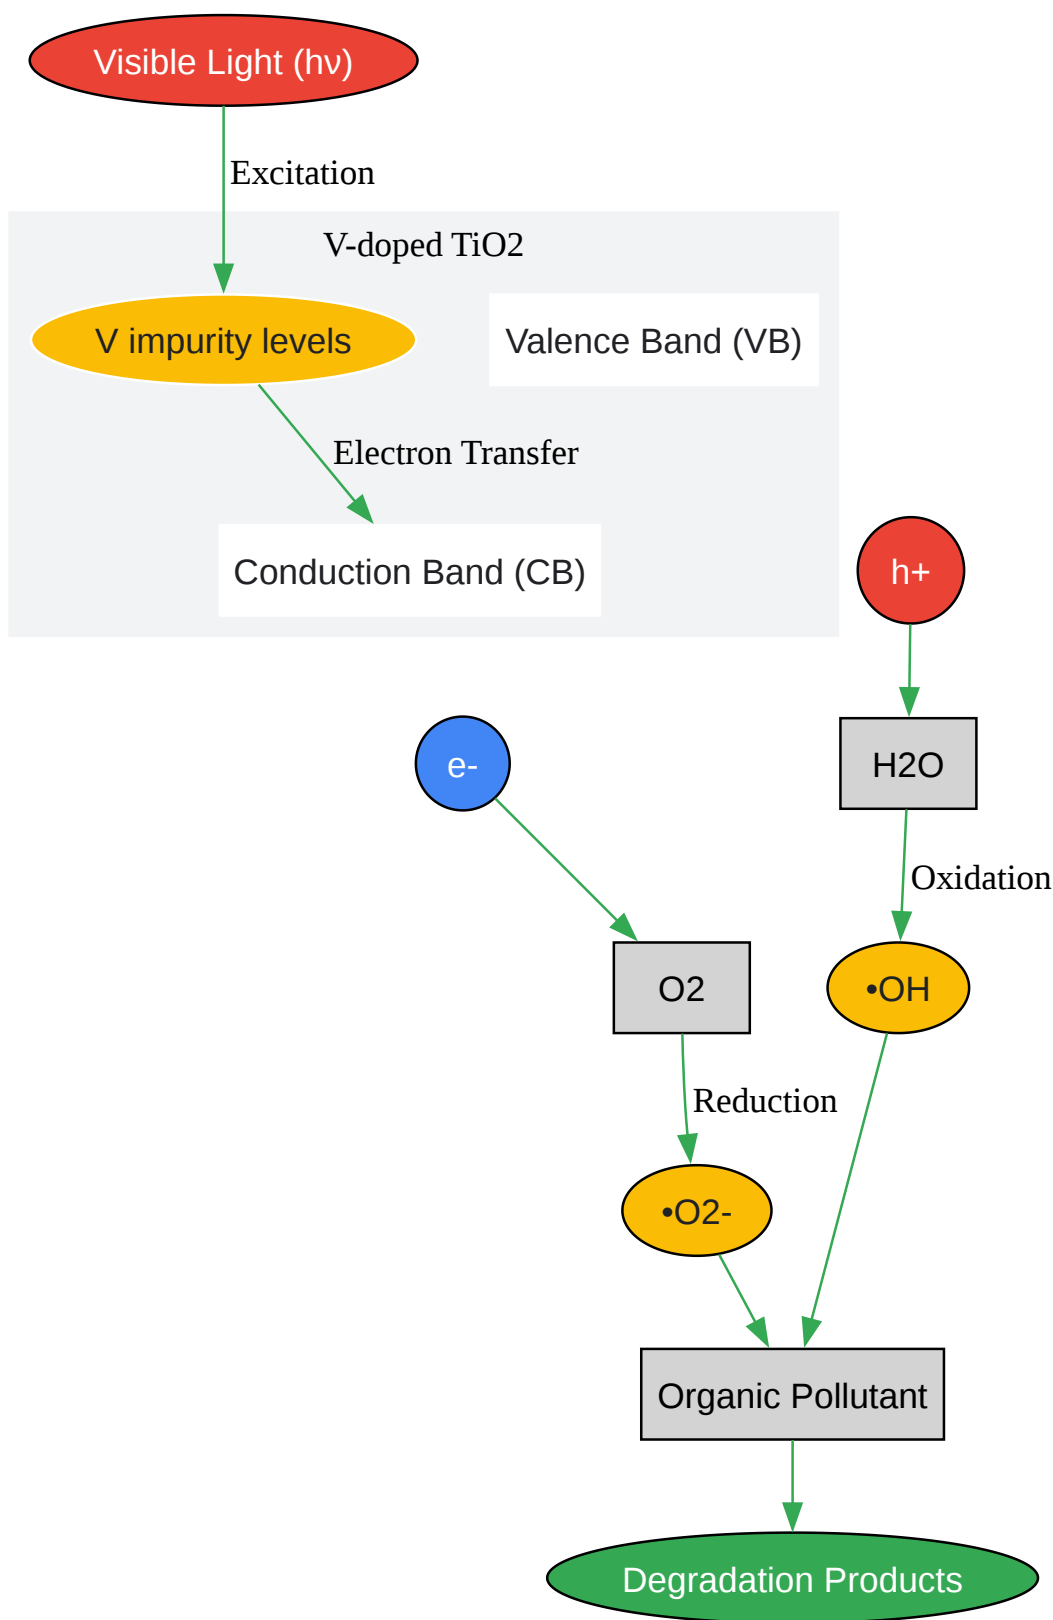 Visible Light (hν)
Excitation
V-doped TiO2
V impurity levels
Valence Band (VB)
Electron Transfer
Conduction Band (CB)
h+
e-
H2O
Oxidation
O2
•OH
Reduction
•O2-
Organic Pollutant
Degradation Products